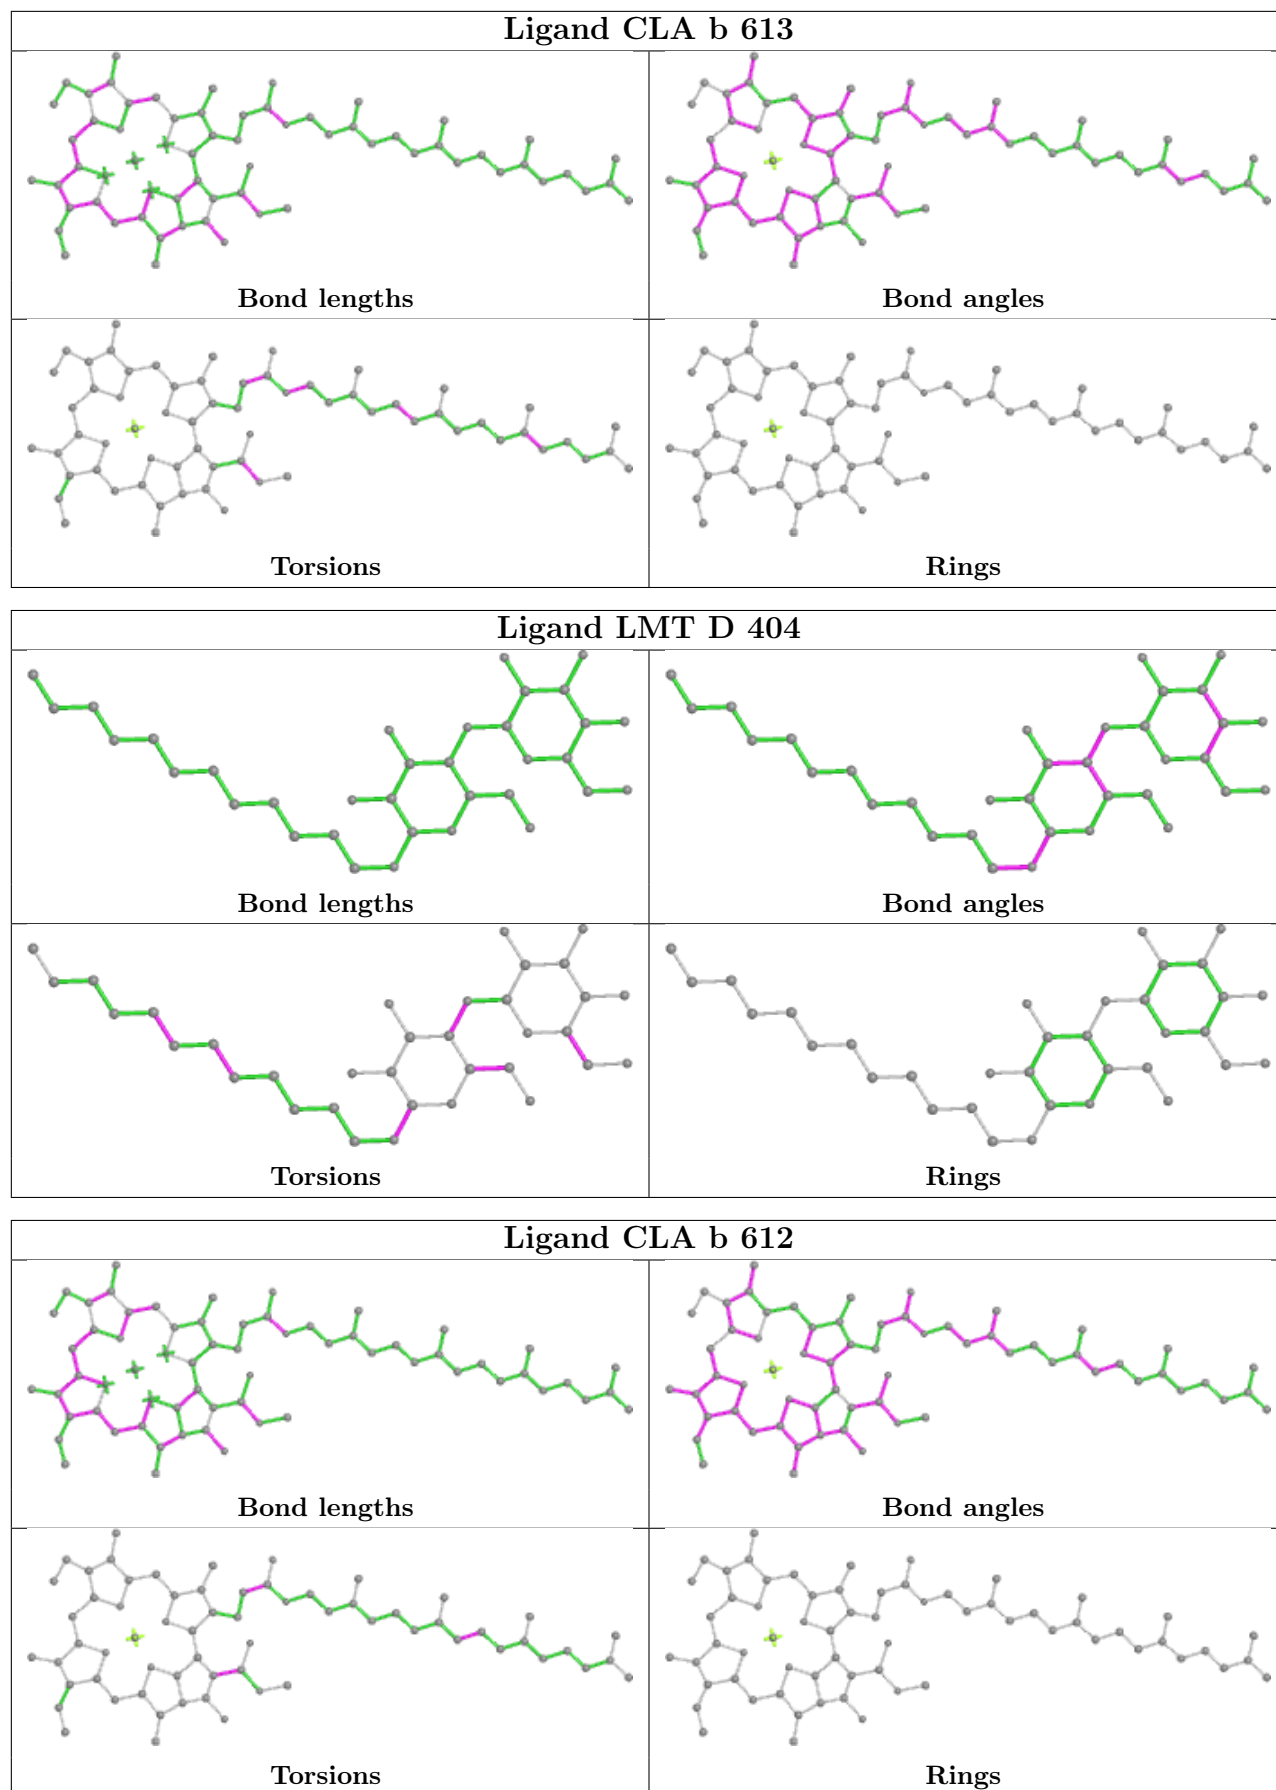 Ligand CLA b 613
Bond lengths
Bond angles
Torsions
Rings
Ligand LMT D 404
Bond lengths
Bond angles
Torsions
Rings
Ligand CLA b 612
Bond lengths
Bond angles
Torsions
Rings